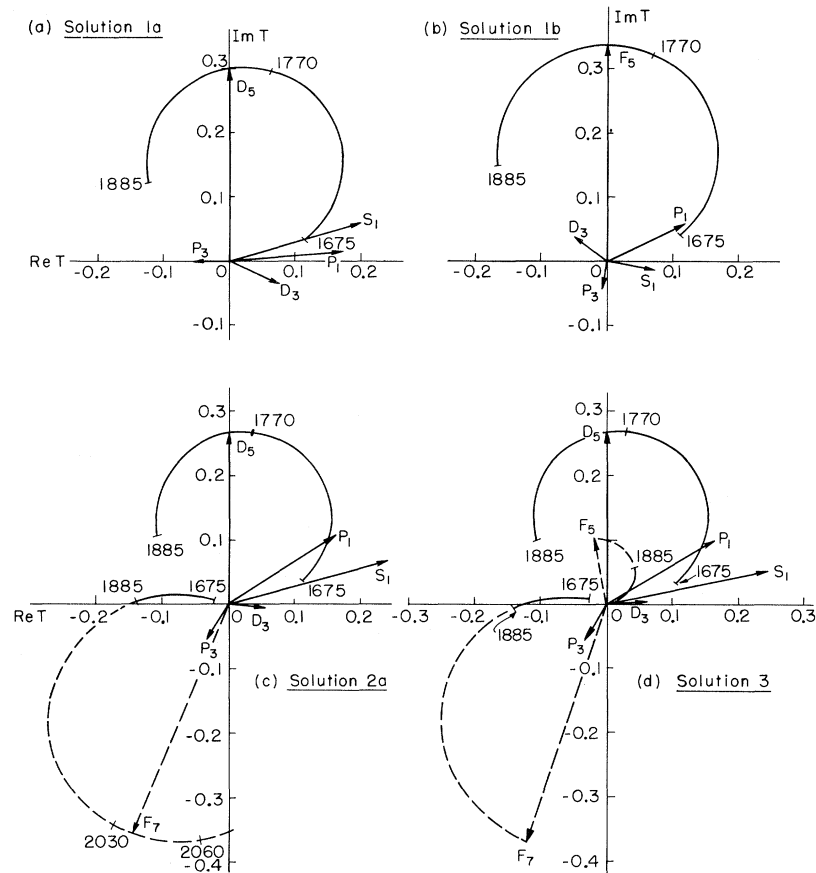 (a) Solution 1a
Im T
0.3
1770
D5
0.2
1885
0.1
S1
1675
P3
P1
D3
Re T
-0.2
-0.1
0
0.1
0.2
-0.1
(b) Solution 1b
Im T
0.3
1770
F5
0.2
1885
0.1
P1
D3
1675
P3
S1
-0.2
-0.1
0
0.1
0.2
-0.1
0.3
1770
D5
0.2
0.1
1885
P1
S1
1885
1675
1675
Re T
-0.2
-0.1
0
0.1
0.2
D3
P3
-0.1
(c) Solution 2a
-0.2
-0.3
F7
2030
2060
-0.4
0.3
1770
D5
0.2
F5
0.1
1885
1885
P1
1675
1675
S1
-0.3
-0.2
-0.1
0
0.1
0.2
0.3
D3
1885
P3
-0.1
(d) Solution 3
-0.2
-0.3
F7
-0.4